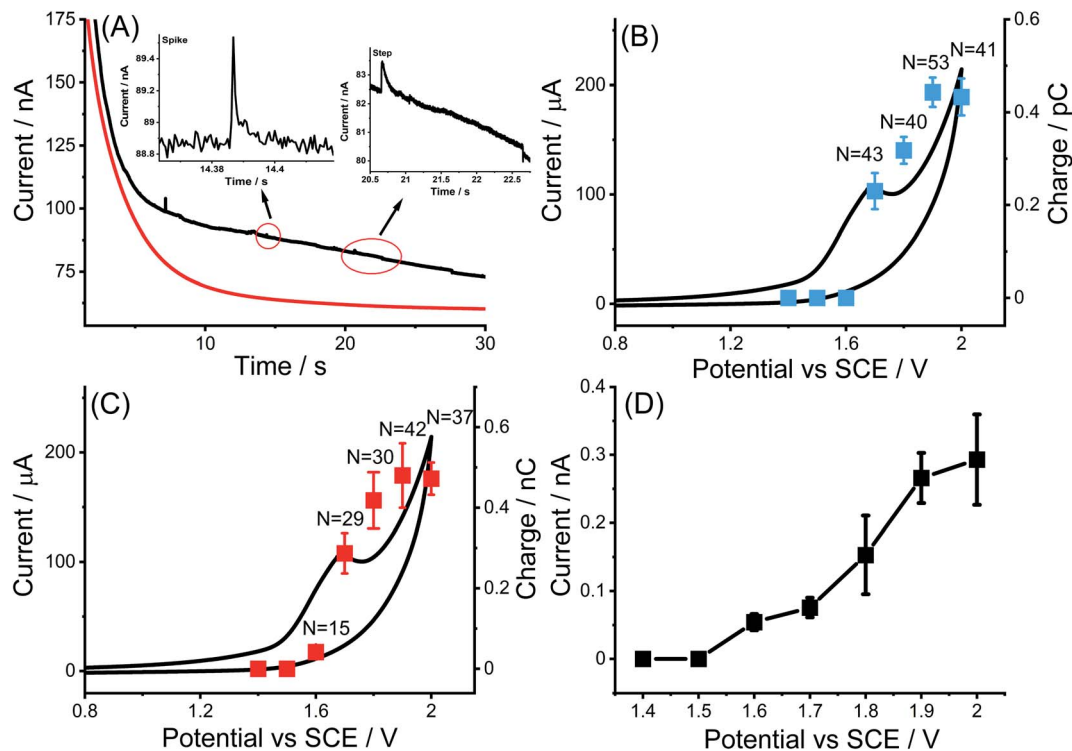 (A)
175
150
125
100
75
Current / nA
10
20
30
Time / s
Spike
89.4
89.2
89
88.8
Current / nA
14.38
14.4
Time / s
Step
84
83
82
81
80
Current / nA
20.5
21
21.5
22
22.5
Time / s
(B)
200
100
0
Current / μA
0.6
0.4
0.2
0
Charge / pC
N=53
N=41
N=40
N=43
0.8
1.2
1.6
2
Potential vs SCE / V
(C)
200
100
0
Current / μA
0.6
0.4
0.2
0
Charge / nC
N=37
N=42
N=30
N=29
N=15
0.8
1.2
1.6
2
Potential vs SCE / V
(D)
0.4
0.3
0.2
0.1
0
Current / nA
1.4
1.5
1.6
1.7
1.8
1.9
2
Potential vs SCE / V